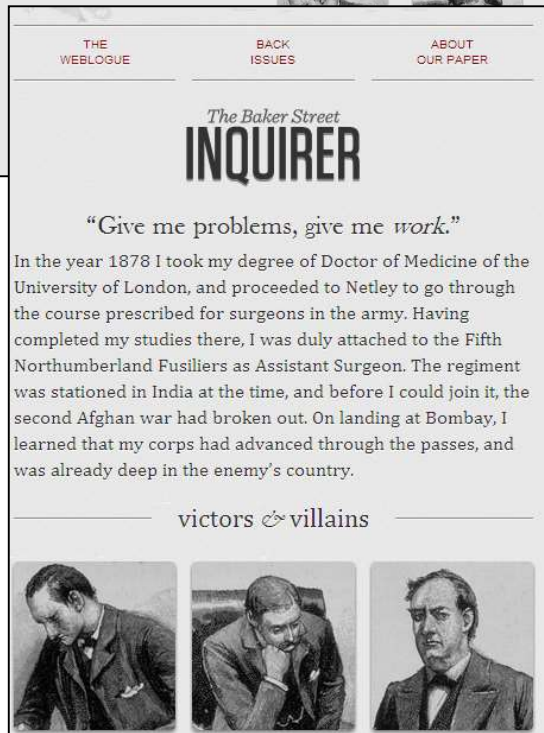 THE
WEBLOGUE
BACK
ISSUES
ABOUT
OUR PAPER
The Baker Street
INQUIRER
“Give me problems, give me work.”
In the year 1878 I took my degree of Doctor of Medicine of the
University of London, and proceeded to Netley to go through
the course prescribed for surgeons in the army. Having
completed my studies there, I was duly attached to the Fifth
Northumberland Fusiliers as Assistant Surgeon. The regiment
was stationed in India at the time, and before I could join it, the
second Afghan war had broken out. On landing at Bombay, I
learned that my corps had advanced through the passes, and
was already deep in the enemy’s country.
victors & villains